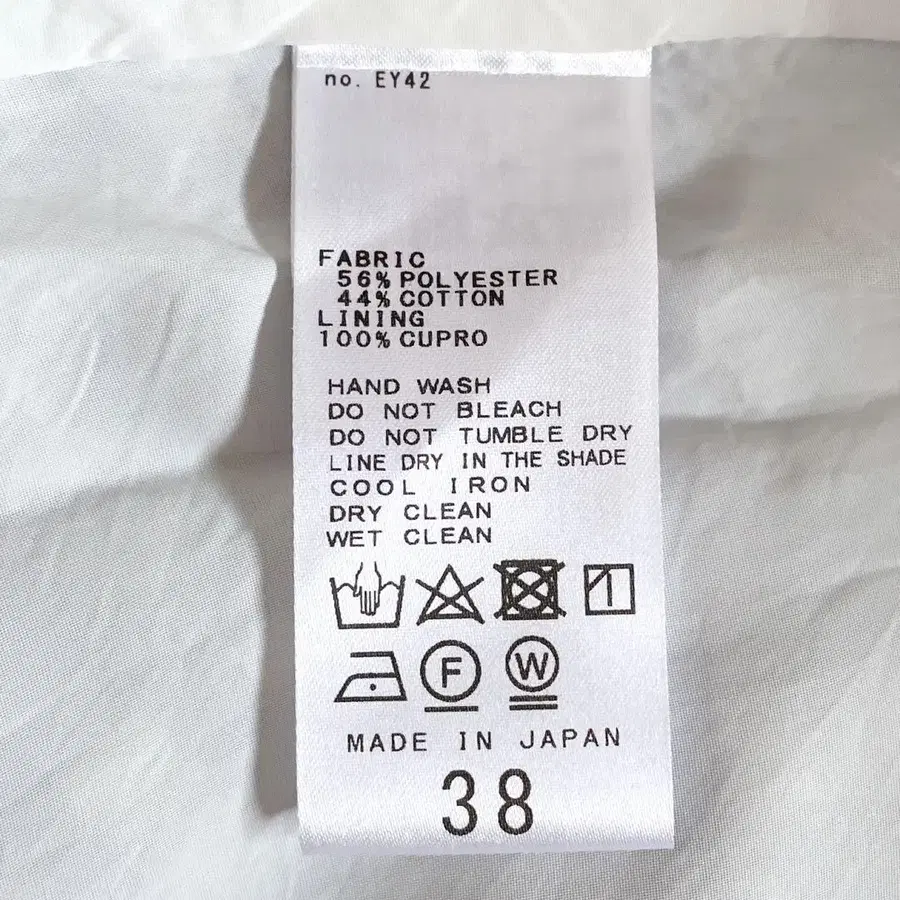 no. EY42
FABRIC
56% POLYESTER
44% COTTON
LINING
100% CUPRO
HAND WASH
DO NOT BLEACH
DO NOT TUMBLE DRY
LINE DRY IN THE SHADE
COOL IRON
DRY CLEAN
WET CLEAN
F W
MADE IN JAPAN
38